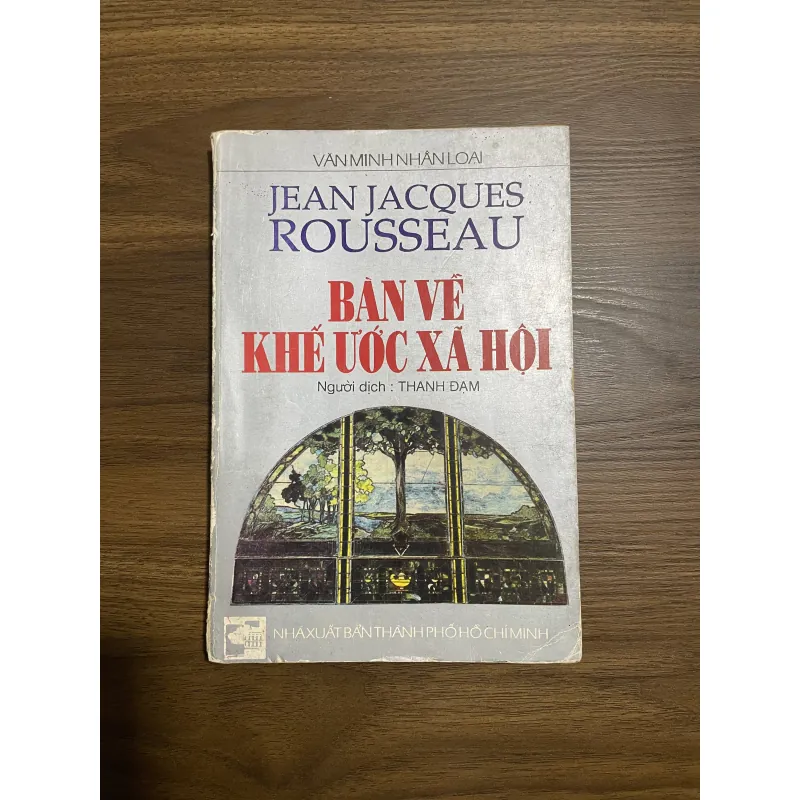 VĂN MINH NHÂN LOẠI
JEAN JACQUES
ROUSSEAU
BÀN VỀ
KHẾ ƯỚC XÃ HỘI
Người dịch : THANH ĐẠM
NHÀ XUẤT BẢN THÀNH PHỐ HỒ CHÍ MINH